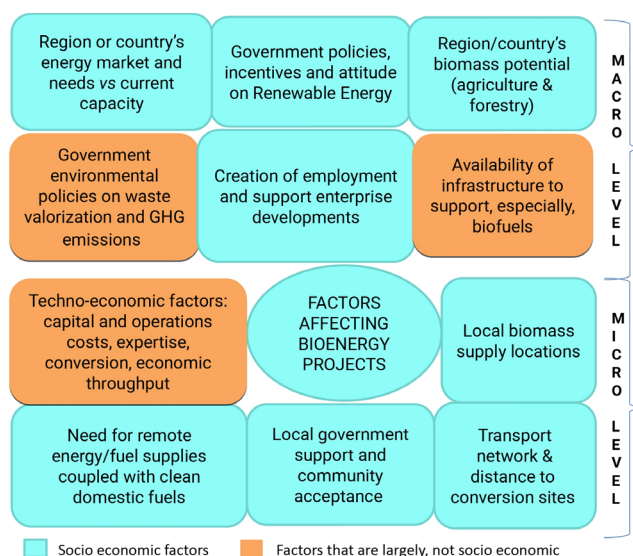 Region or country's
energy market and
needs vs current
capacity
Government policies,
incentives and attitude
on Renewable Energy
Region/country's
biomass potential
(agriculture &
forestry)
MACRO
LEVEL
Government
environmental
policies on waste
valorization and GHG
emissions
Creation of employment
and support enterprise
developments
Availability of
infrastructure to
support, especially,
biofuels
Techno-economic factors:
capital and operations
costs, expertise,
conversion, economic
throughput
FACTORS
AFFECTING
BIOENERGY
PROJECTS
Local biomass
supply locations
MICRO
LEVEL
Need for remote
energy/fuel supplies
coupled with clean
domestic fuels
Local government
support and
community
acceptance
Transport
network &
distance to
conversion sites
Socio economic factors
Factors that are largely, not socio economic